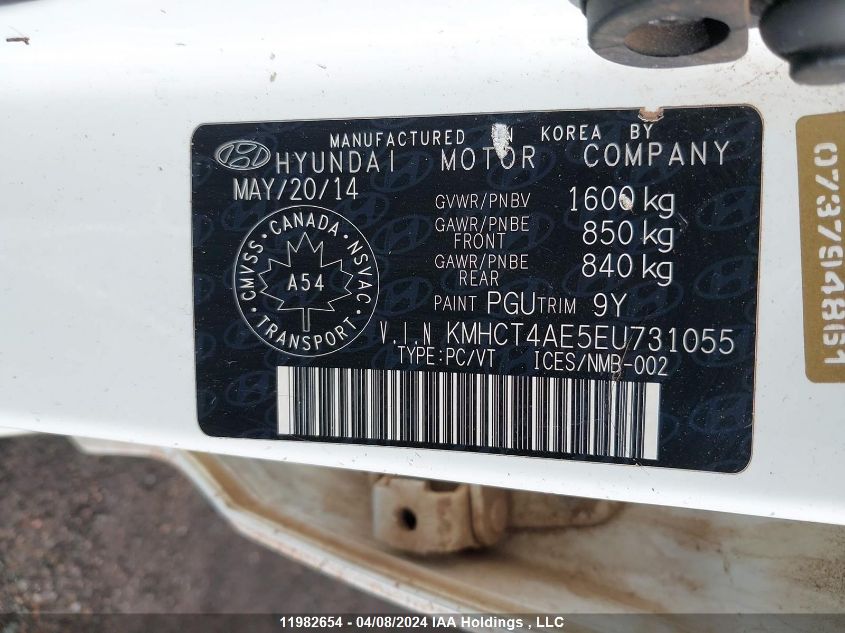 MANUFACTURED IN KOREA BY
HYUNDAI MOTOR COMPANY
MAY/20/14
GVWR/PNBV 1600 kg
GAWR/PNBE FRONT 850 kg
GAWR/PNBE REAR 840 kg
CMVSS · CANADA · NSVAC · TRANSPORT ·
A54
PAINT PGU TRIM 9Y
V.I.N KMHCT4AE5EU731055
TYPE:PC/VT ICES/NMB-002
11982654 - 04/08/2024 IAA Holdings , LLC